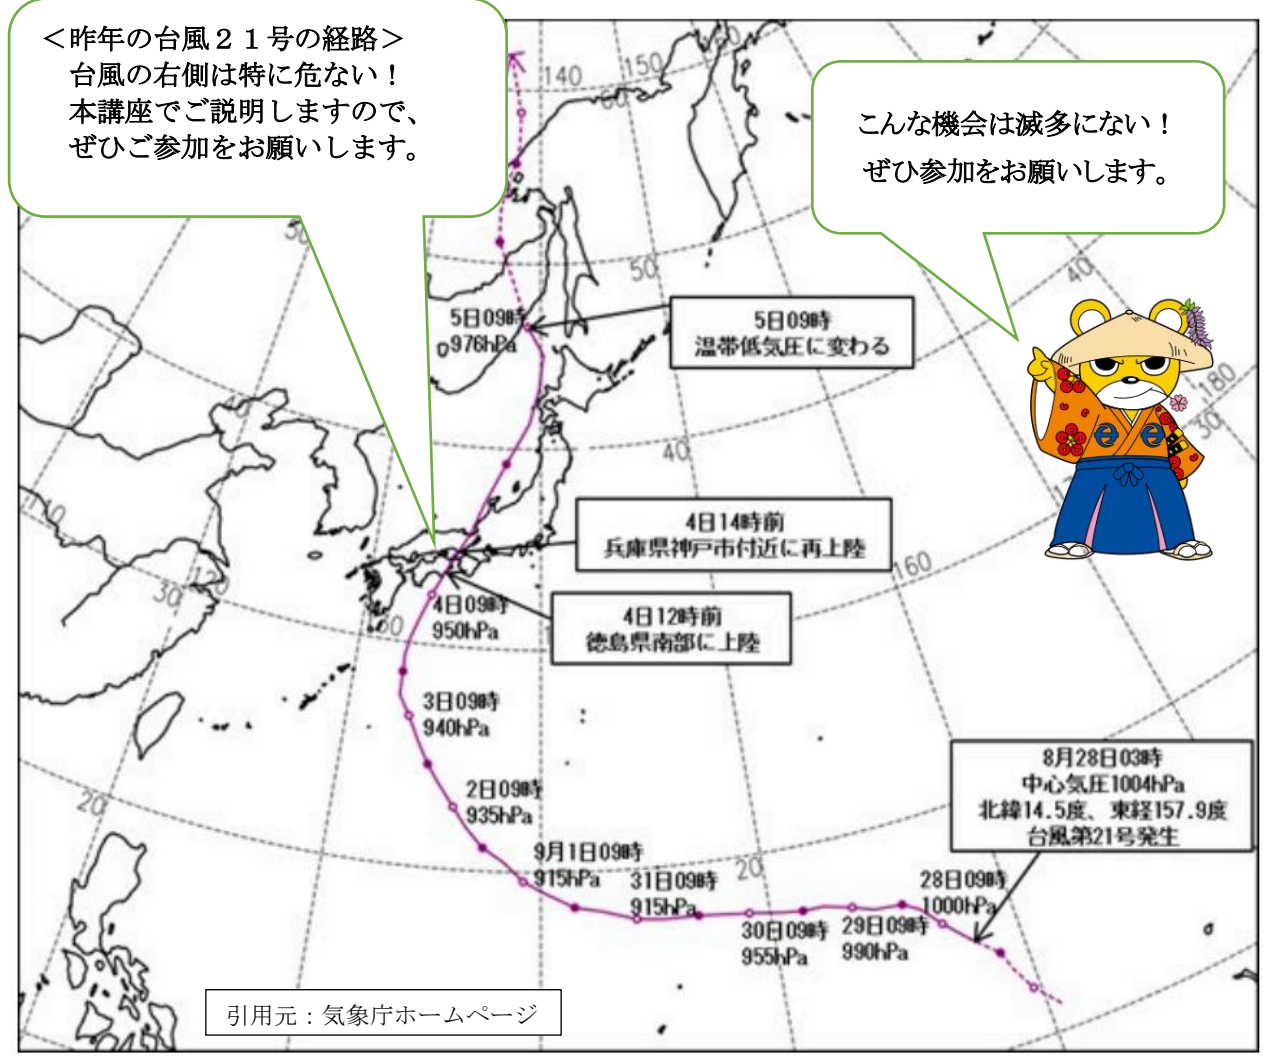 ＜昨年の台風２１号の経路＞
台風の右側は特に危ない！
本講座でご説明しますので、
ぜひご参加をお願いします。
こんな機会は滅多にない！
ぜひ参加をお願いします。
140
150
50
40
180
30
5日09時
976hPa
5日09時
温帯低気圧に変わる
40
4日14時前
兵庫県神戸市付近に再上陸
110
120
30
160
4日09時
950hPa
4日12時前
徳島県南部に上陸
3日09時
940hPa
2日09時
935hPa
8月28日03時
中心気圧1004hPa
北緯14.5度、東経157.9度
台風第21号発生
20
9月1日09時
915hPa
31日09時
915hPa
20
28日09時
1000hPa
30日09時
955hPa
29日09時
990hPa
引用元：気象庁ホームページ